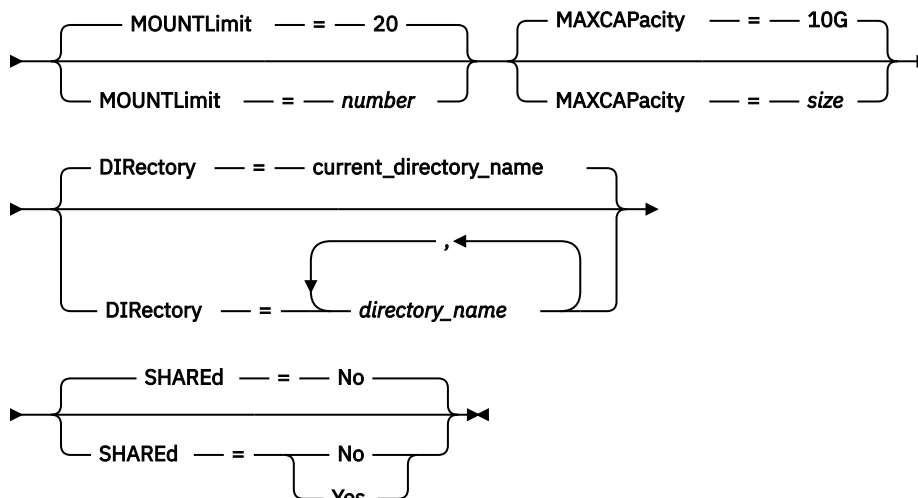 MOUNTLimit = 20 MAXCAPacity = 10G
MOUNTLimit = number MAXCAPacity = size
DIRectory = current_directory_name
,
DIRectory = directory_name
SHAREd = No
SHAREd = No
Yes